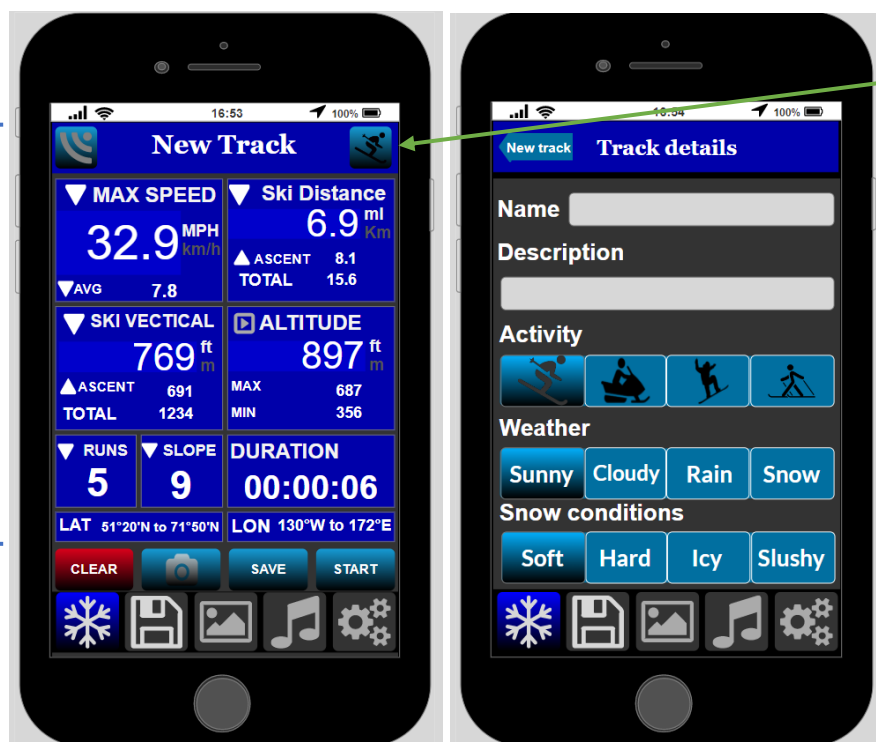 16:53
100%
New Track
MAX SPEED
32.9 MPH
km/h
AVG 7.8
Ski Distance
6.9 ml
Km
ASCENT 8.1
TOTAL 15.6
SKI VECTICAL
769 ft
m
ASCENT 691
TOTAL 1234
ALTITUDE
897 ft
m
MAX 687
MIN 356
RUNS
5
SLOPE
9
DURATION
00:00:06
LAT 51°20'N to 71°50'N
LON 130°W to 172°E
CLEAR
SAVE
START
16:54
100%
New track
Track details
Name
Description
Activity
Weather
Sunny Cloudy Rain Snow
Snow conditions
Soft Hard Icy Slushy